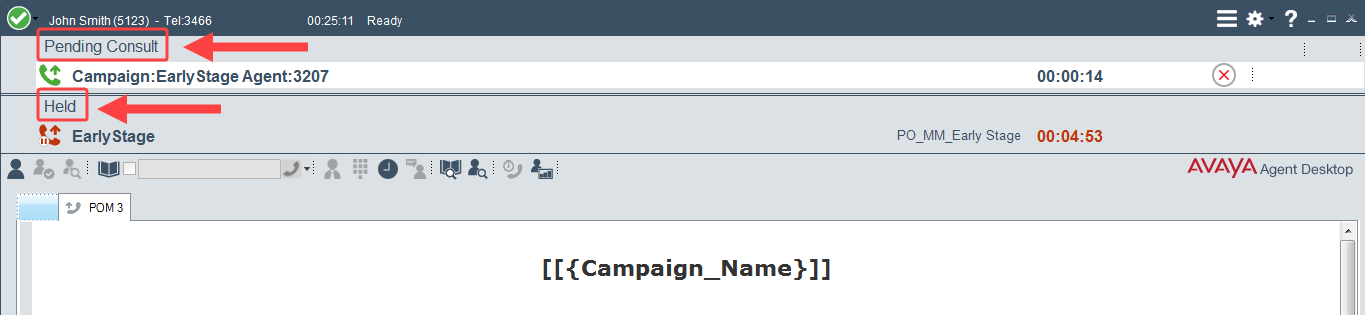 John Smith (5123) - Tel:3466 00:25:11 Ready
Pending Consult
Campaign:EarlyStage Agent:3207 00:00:14
Held
EarlyStage PO_MM_Early Stage 00:04:53
AVAYA Agent Desktop
POM 3
[[{Campaign_Name}]]